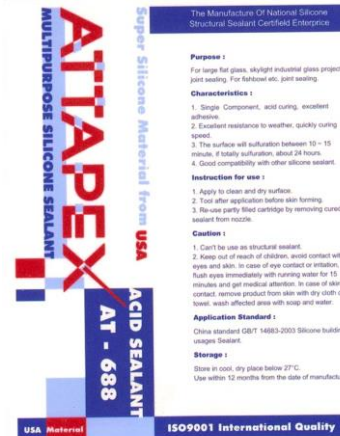 The Manufacture Of National Silicone
Structural Sealant Certifield Enterprice
Super Silicone Material from USA
ATTAPEX
MULTIPURPOSE SILICONE SEALANT
ACID SEALANT
AT - 688
Purpose :
For large flat glass, skylight industrial glass project
joint sealing. For fishbowl etc. joint sealing.
Characteristics :
1. Single Component, acid curing, excellent
adhesive.
2. Excellent resistance to weather, quickly curing
speed.
3. The surface will sulfuration between 10 ~ 15
minute, if totally sulfuration, about 24 hours.
4. Good compatibility with other silicone sealant.
Instruction for use :
1. Apply to clean and dry surface.
2. Tool after application before skin forming.
3. Re-use partly filled cartridge by removing cured
sealant from nozzle.
Caution :
1. Can't be use as structural sealant.
2. Keep out of reach of children, avoid contact with
eyes and skin. In case of eye contact or irritation,
flush eyes immediately with running water for 15
minutes and get medical attention. In case of skin
contact, remove product from skin with dry cloth o
towel. wash affected area with soap and water.
Application Standard :
China standard GB/T 14683-2003 Silicone buildin
usages Sealant.
Storage :
Store in cool, dry place below 27°C.
Use within 12 months from the date of manufactu
USA Material
ISO9001 International Quality